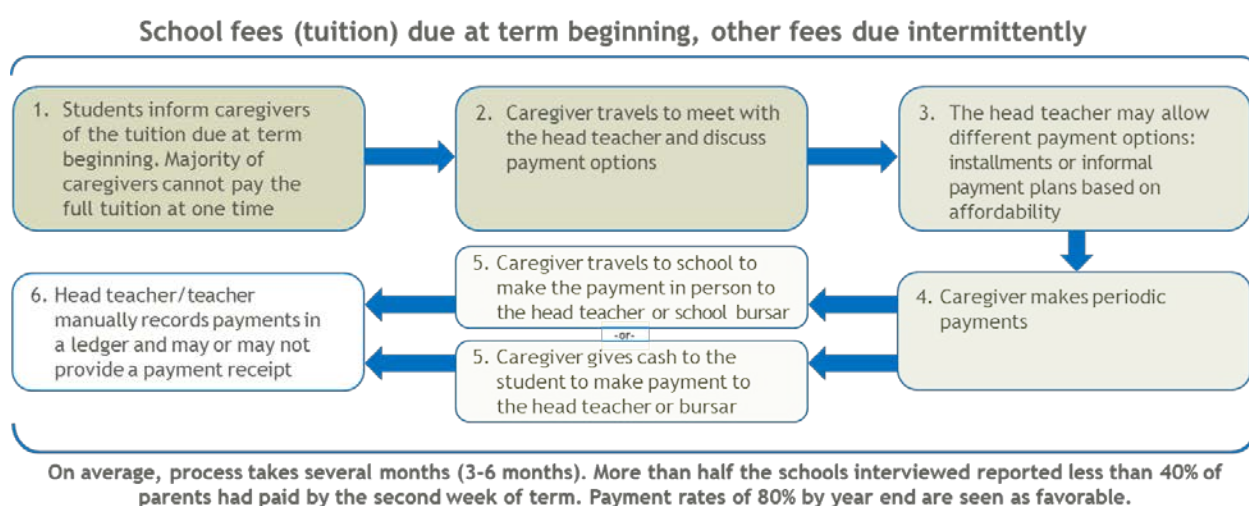 School fees (tuition) due at term beginning, other fees due intermittently
1. Students inform caregivers
of the tuition due at term
beginning. Majority of
caregivers cannot pay the
full tuition at one time
2. Caregiver travels to meet with
the head teacher and discuss
payment options
3. The head teacher may allow
different payment options:
installments or informal
payment plans based on
affordability
4. Caregiver makes periodic
payments
5. Caregiver travels to school to
make the payment in person to
the head teacher or school bursar
-or-
5. Caregiver gives cash to the
student to make payment to
the head teacher or bursar
6. Head teacher/teacher
manually records payments in
a ledger and may or may not
provide a payment receipt
On average, process takes several months (3-6 months). More than half the schools interviewed reported less than 40% of
parents had paid by the second week of term. Payment rates of 80% by year end are seen as favorable.